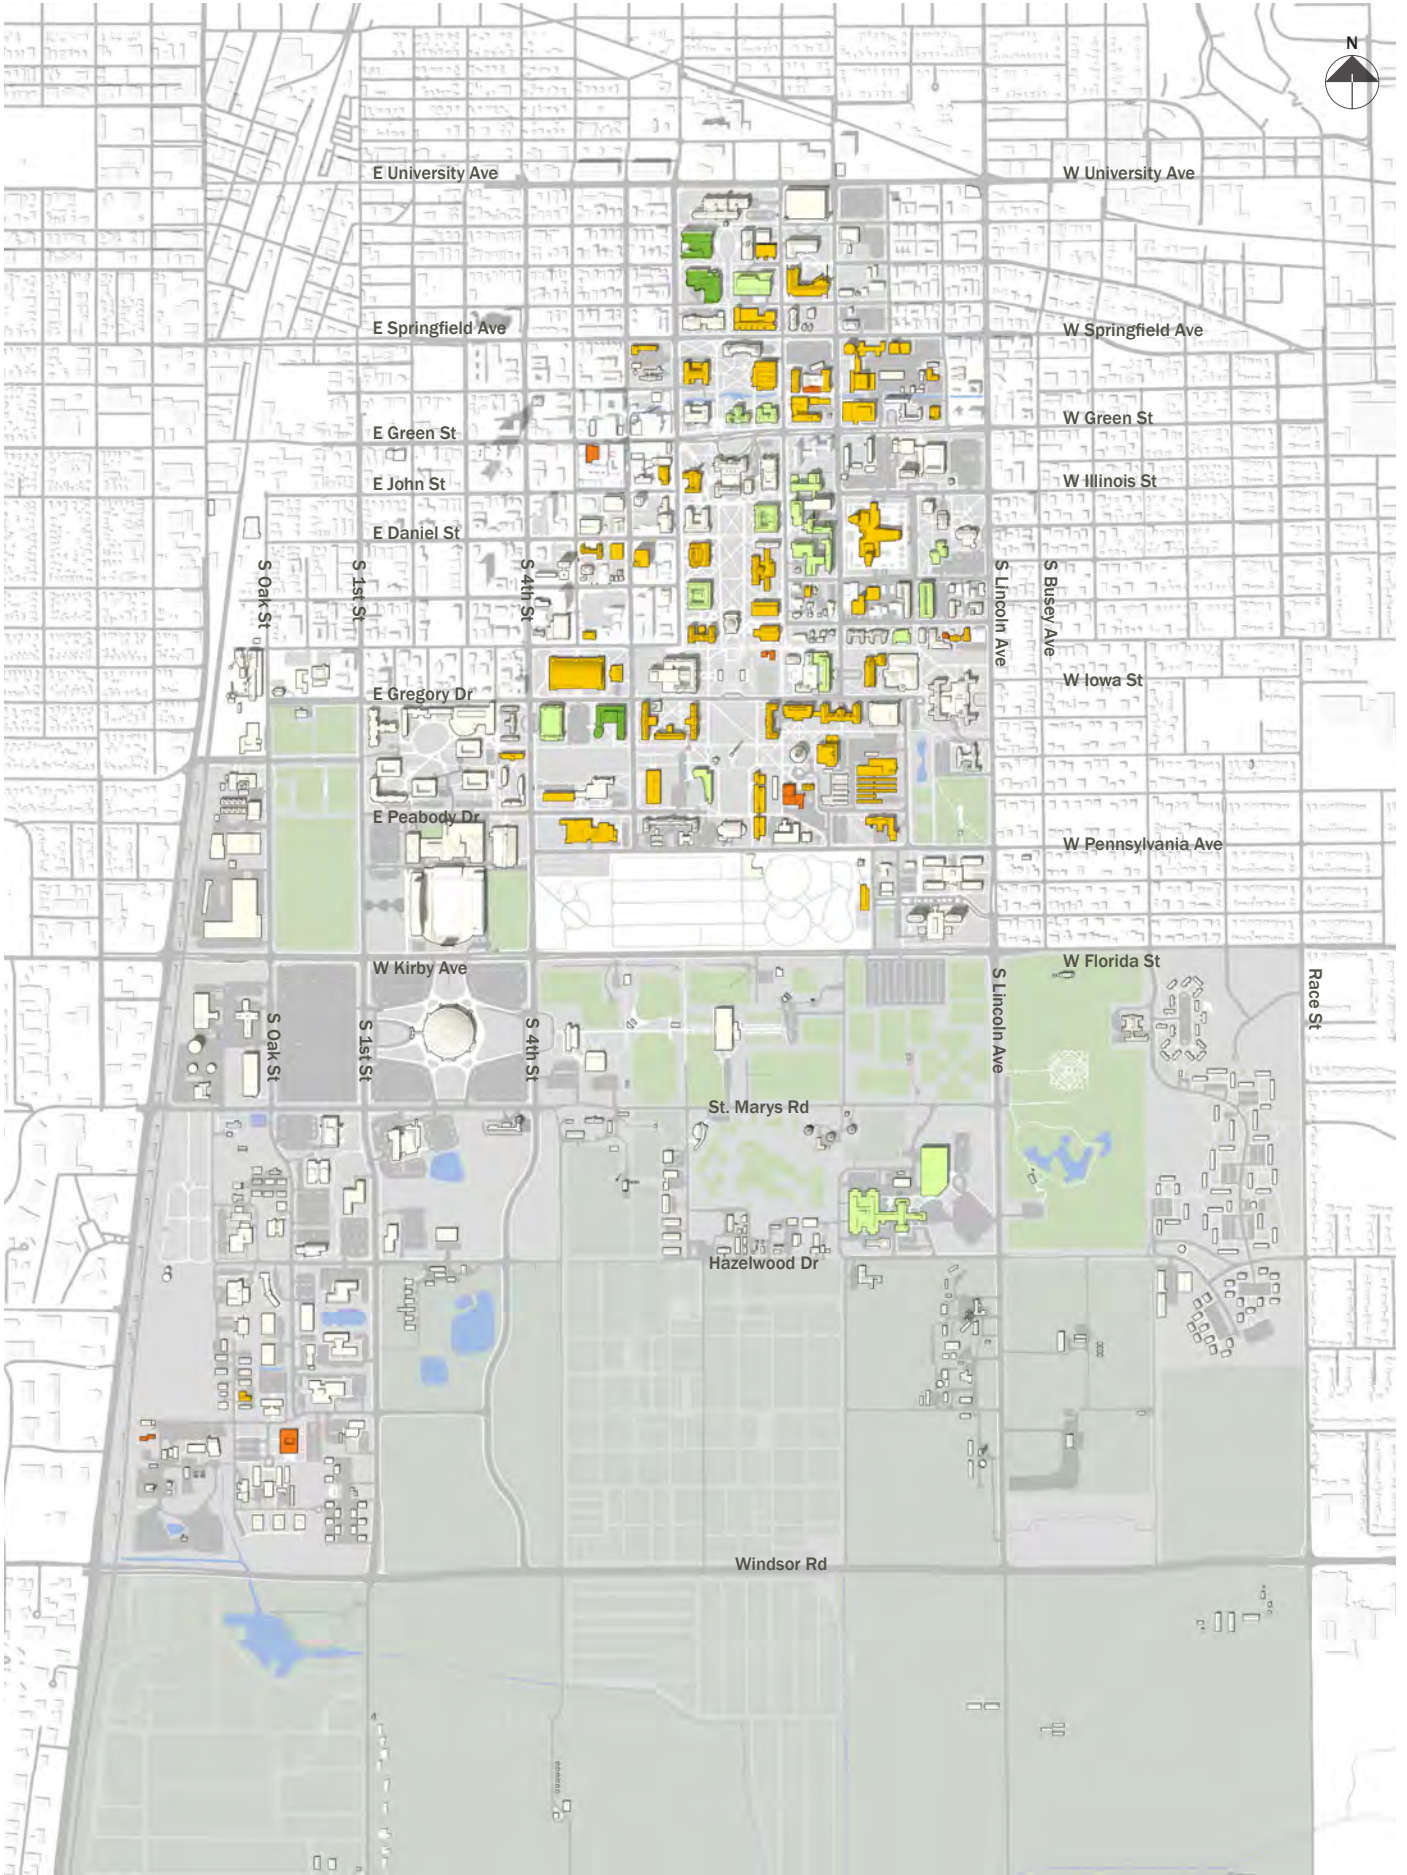 N
E University Ave
W University Ave
E Springfield Ave
W Springfield Ave
W Green St
E Green St
E John St
W Illinois St
E Daniel St
S Oak St
S 1st St
S 4th St
S Lincoln Ave
S Busey Ave
W Iowa St
E Gregory Dr
E Peabody Dr
W Pennsylvania Ave
W Kirby Ave
W Florida St
S Lincoln Ave
Race St
S Oak St
S 1st St
S 4th St
St. Marys Rd
Hazelwood Dr
Windsor Rd